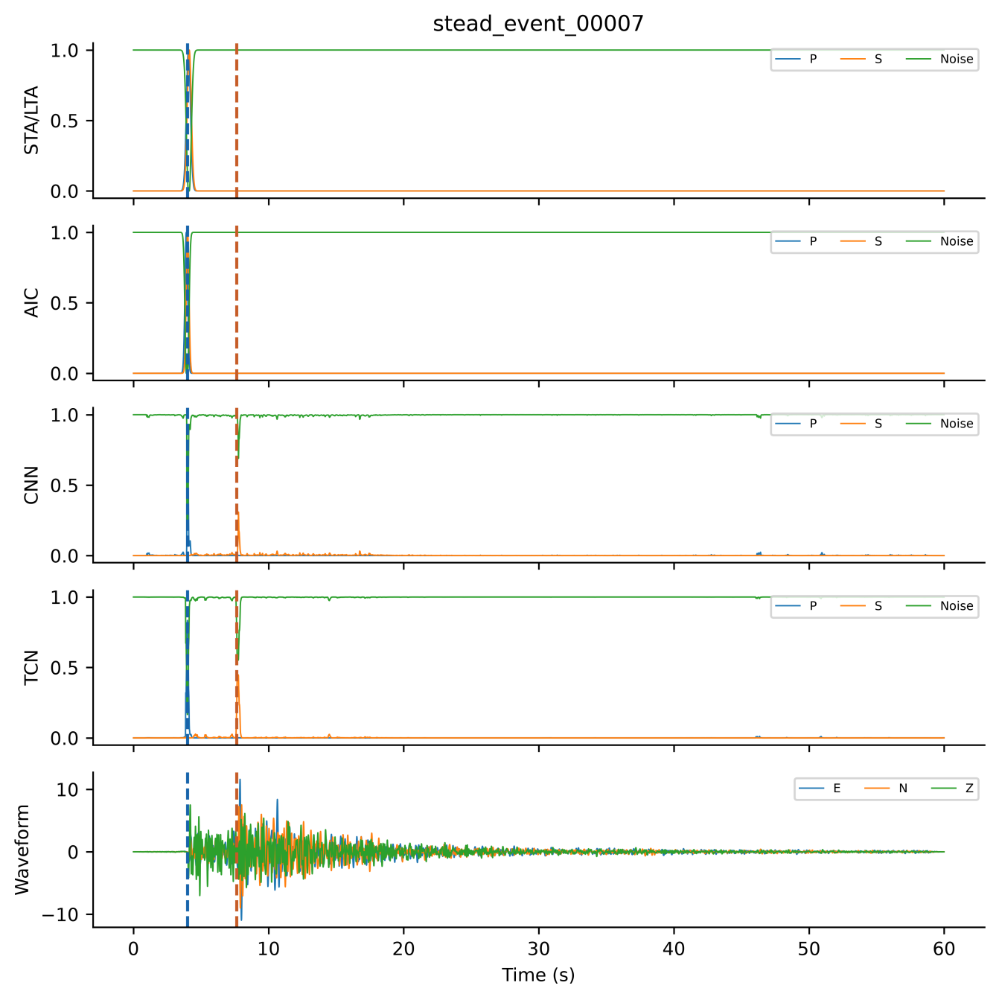 stead_event_00007
STA/LTA
1.0
0.5
0.0
P S Noise
AIC
1.0
0.5
0.0
P S Noise
CNN
1.0
0.5
0.0
P S Noise
TCN
1.0
0.5
0.0
P S Noise
Waveform
10
0
−10
E N Z
0 10 20 30 40 50 60
Time (s)